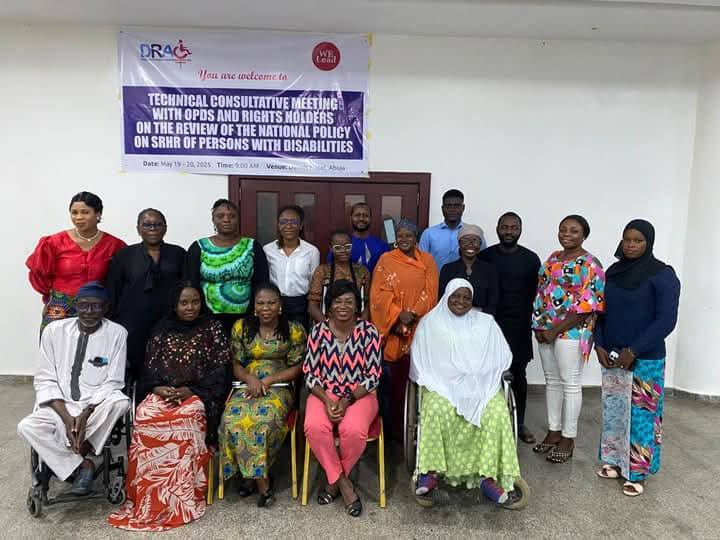 DRAC
WE
Lead!
You are welcome to
TECHNICAL CONSULTATIVE MEETING
WITH OPDS AND RIGHTS HOLDERS
ON THE REVIEW OF THE NATIONAL POLICY
ON SRHR OF PERSONS WITH DISABILITIES
Date: May 19 - 20, 2025 Time: 9:00 AM Venue: Hotel, Abuja